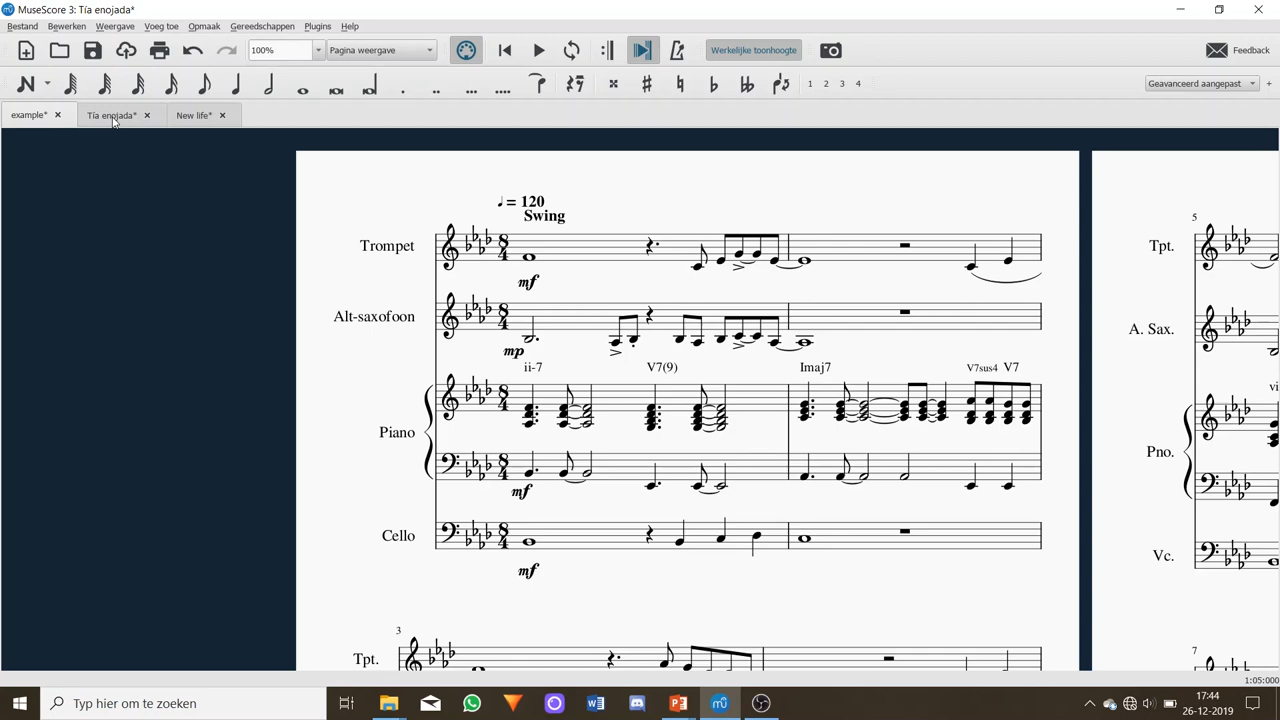 MuseScore 3: Tía enojada*
Bestand Bewerken Weergave Voeg toe Opmaak Gereedschappen Plugins Help
100% Pagina weergave Werkelijke toonhoogte Feedback
1 2 3 4 Geavanceerd aangepast +
example* Tía enojada* New life*
= 120
Swing
5
Trompet Tpt.
mf
Alt-saxofoon A. Sax.
mp
ii-7 V7(9) Imaj7 V7sus4 V7 vi
Piano Pno.
mf
Cello Vc.
mf
3 7
Tpt.
1:05:000
Typ hier om te zoeken
17:44
26-12-2019